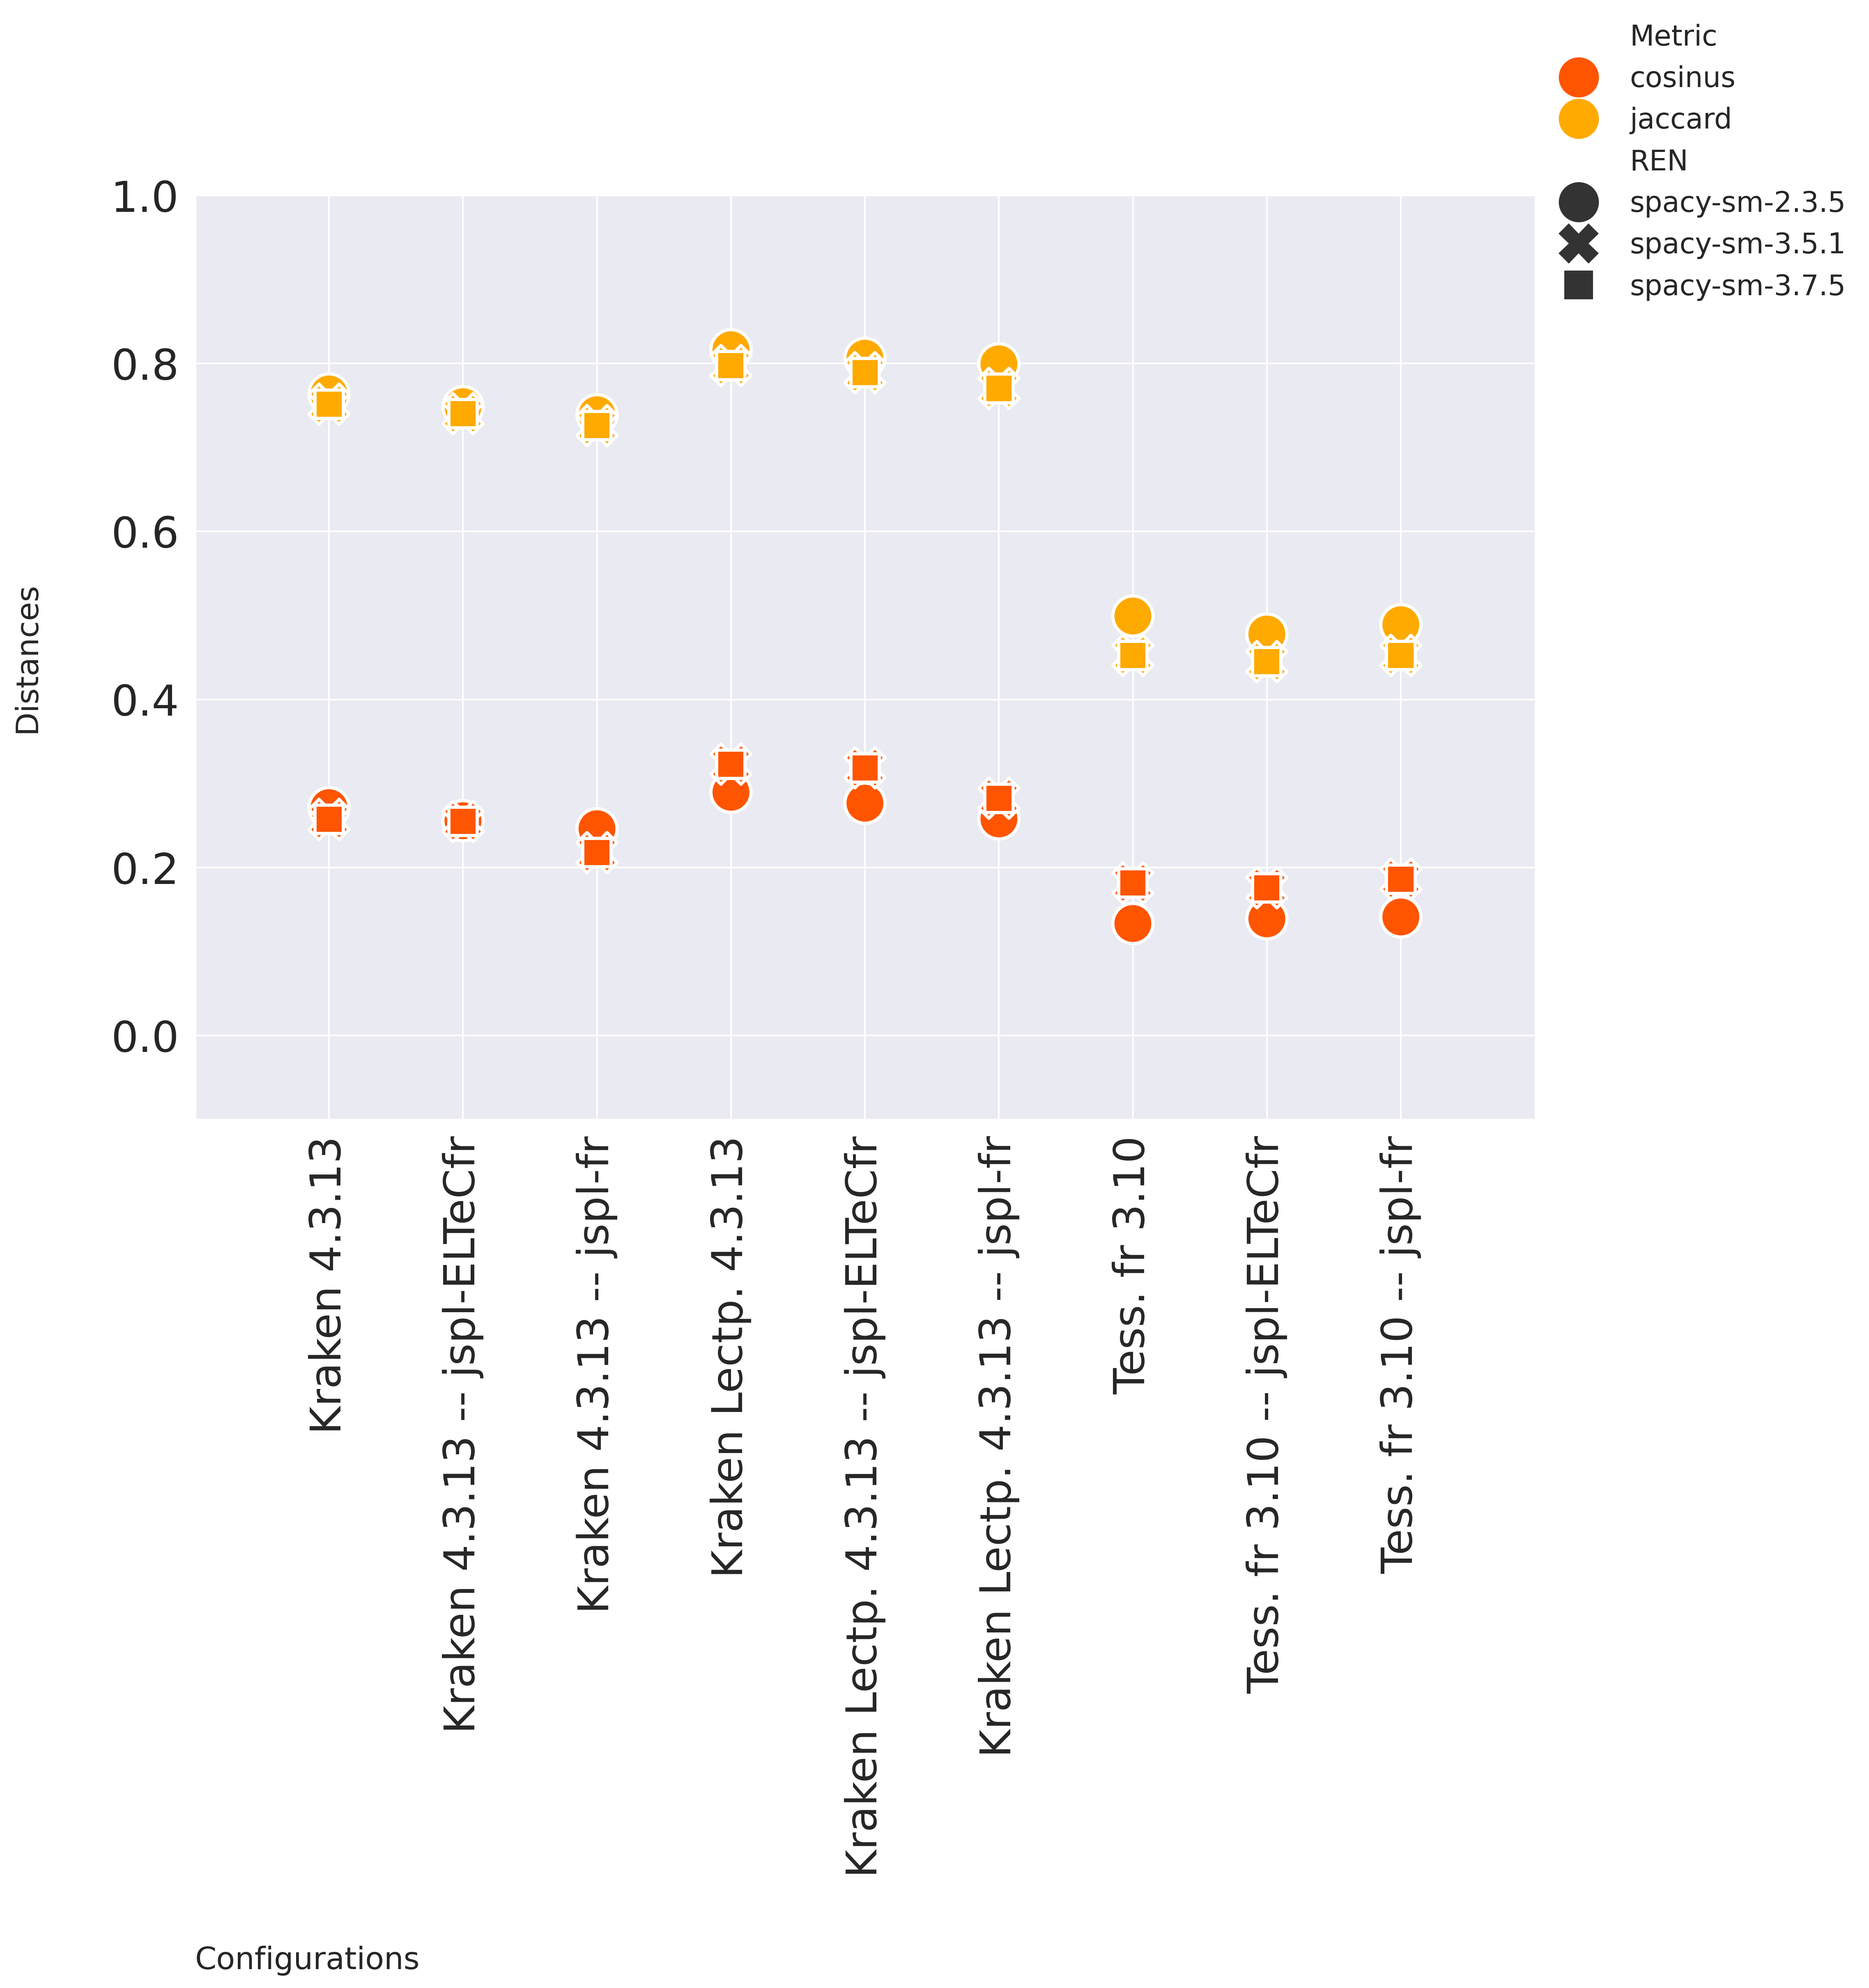 Metric
cosinus
jaccard
REN
spacy-sm-2.3.5
spacy-sm-3.5.1
spacy-sm-3.7.5
1.0
0.8
0.6
0.4
0.2
0.0
Distances
Kraken 4.3.13
Kraken 4.3.13 -- jspl-ELTeCfr
Kraken 4.3.13 -- jspl-fr
Kraken Lectp. 4.3.13
Kraken Lectp. 4.3.13 -- jspl-ELTeCfr
Kraken Lectp. 4.3.13 -- jspl-fr
Tess. fr 3.10
Tess. fr 3.10 -- jspl-ELTeCfr
Tess. fr 3.10 -- jspl-fr
Configurations